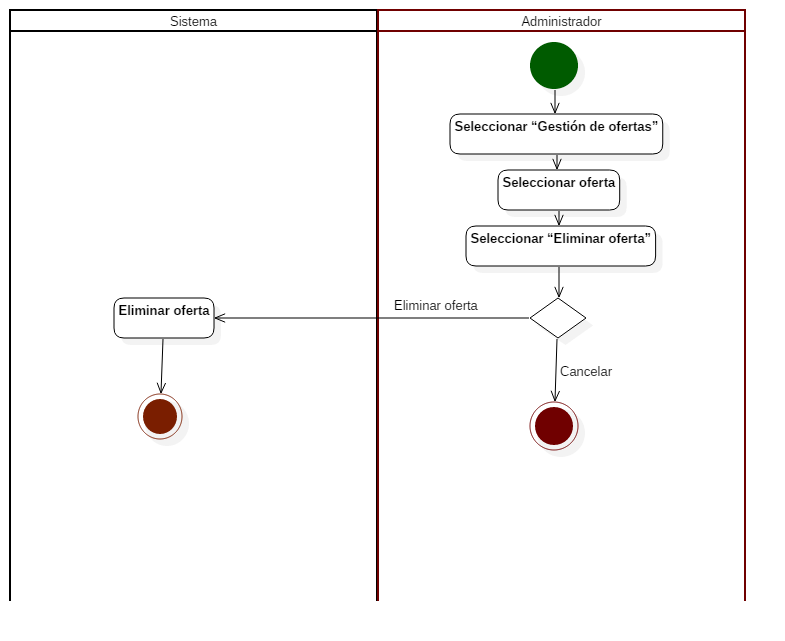 Sistema
Administrador
Seleccionar “Gestión de ofertas”
Seleccionar oferta
Seleccionar “Eliminar oferta”
Eliminar oferta
Eliminar oferta
Cancelar